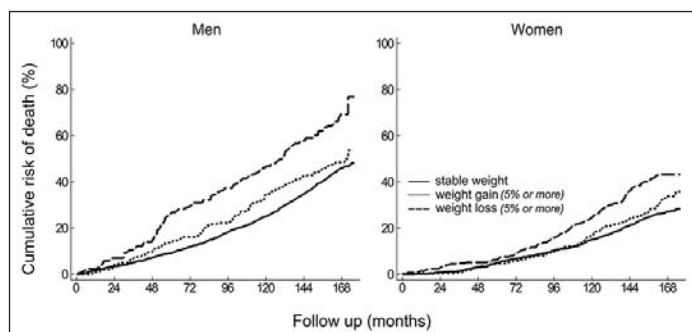 Men
Women
Cumulative risk of death (%)
100
80
60
40
20
0
0 24 48 72 96 120 144 168
100
80
60
40
20
0
0 24 48 72 96 120 144 168
stable weight
weight gain (5% or more)
weight loss (5% or more)
Follow up (months)